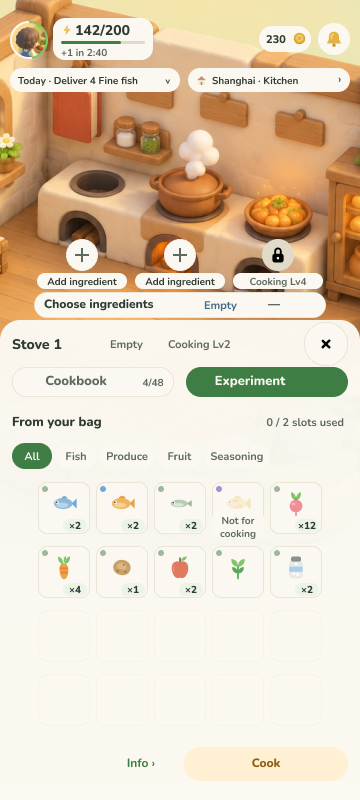 142/200
+1 in 2:40
230
Today · Deliver 4 Fine fish
Shanghai · Kitchen
Add ingredient
Add ingredient
Cooking Lv4
Choose ingredients
Empty
—
Stove 1
Empty
Cooking Lv2
Cookbook
4/48
Experiment
From your bag
0 / 2 slots used
All
Fish
Produce
Fruit
Seasoning
×2
×2
×2
Not for
cooking
×12
×4
×1
×2
×2
Info ›
Cook